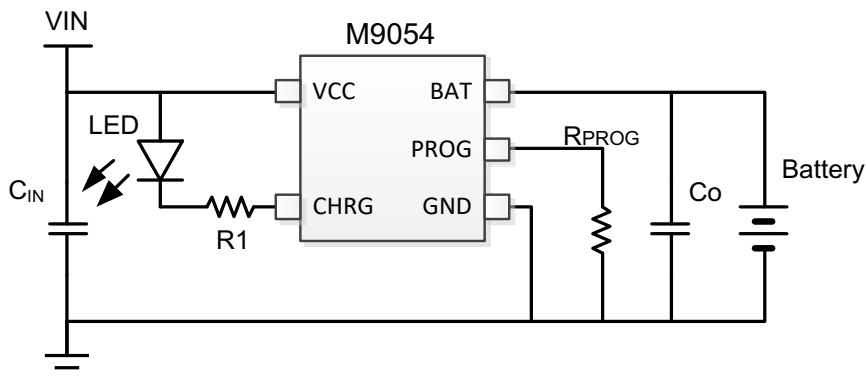 VIN
M9054
VCC
BAT
LED
RPROG
PROG
Battery
CIN
CHRG
GND
Co
R1